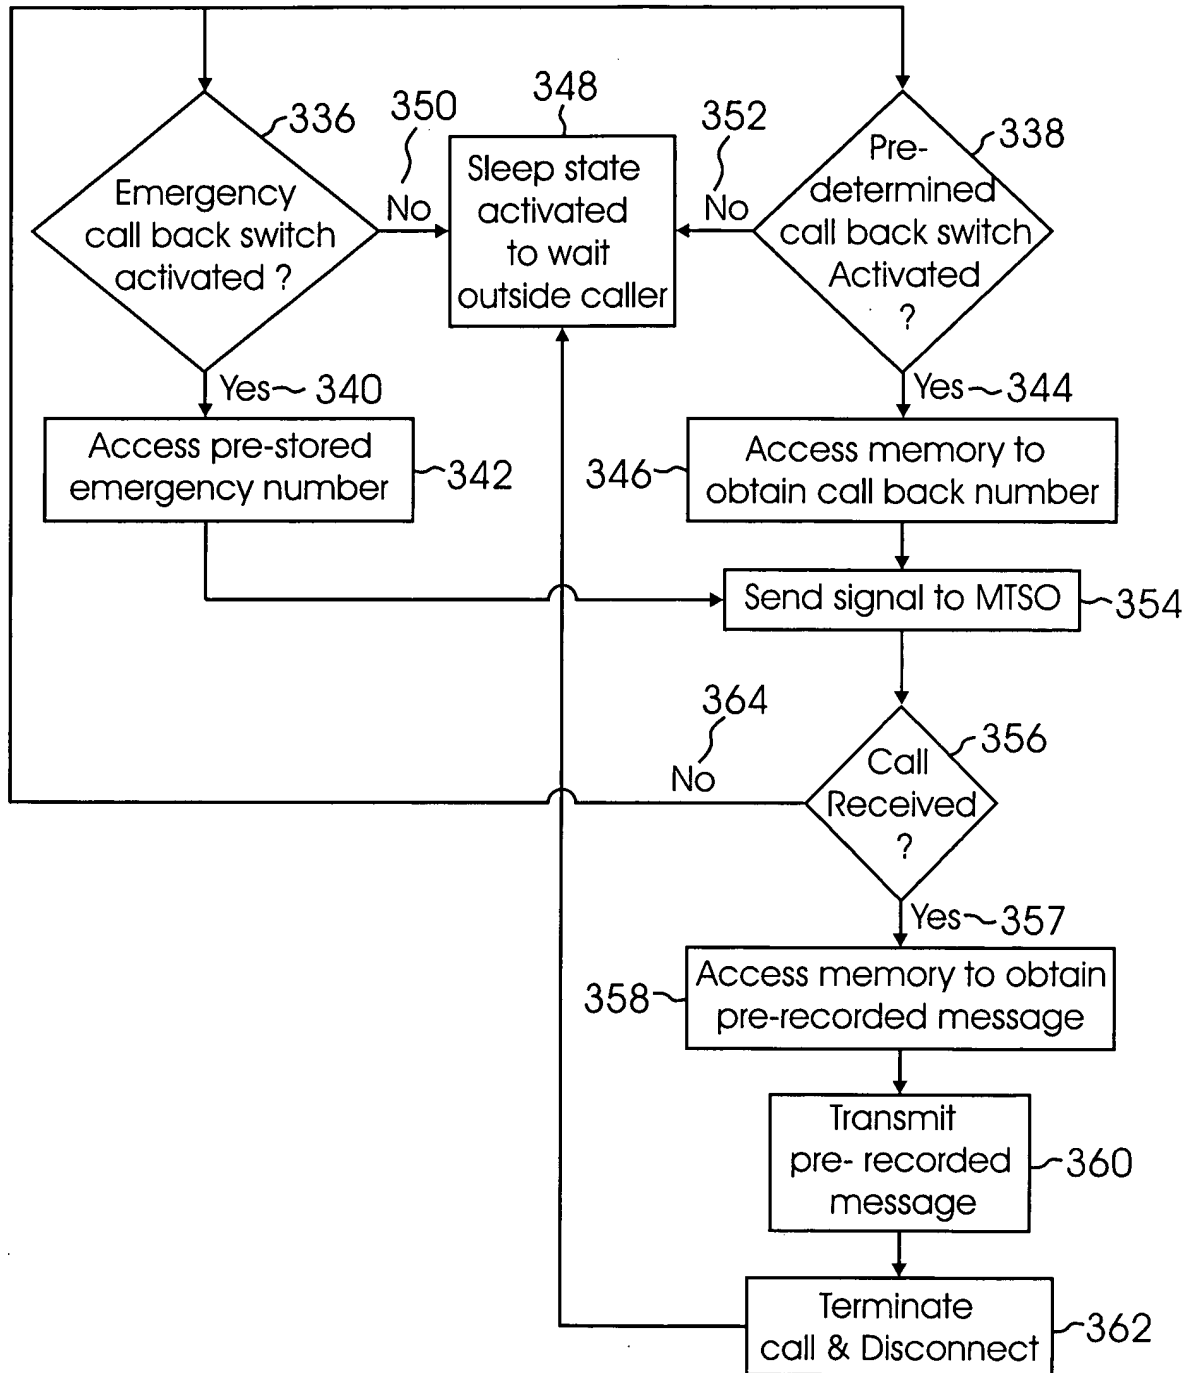 336
Emergency
call back switch
activated ?
350
No
348
Sleep state
activated
to wait
outside caller
352
No
338
Pre-
determined
call back switch
Activated
?
Yes 340
Access pre-stored
emergency number
342
Yes 344
346
Access memory to
obtain call back number
Send signal to MTSO
354
364
No
356
Call
Received
?
Yes 357
358
Access memory to obtain
pre-recorded message
Transmit
pre- recorded
message
360
Terminate
call & Disconnect
362